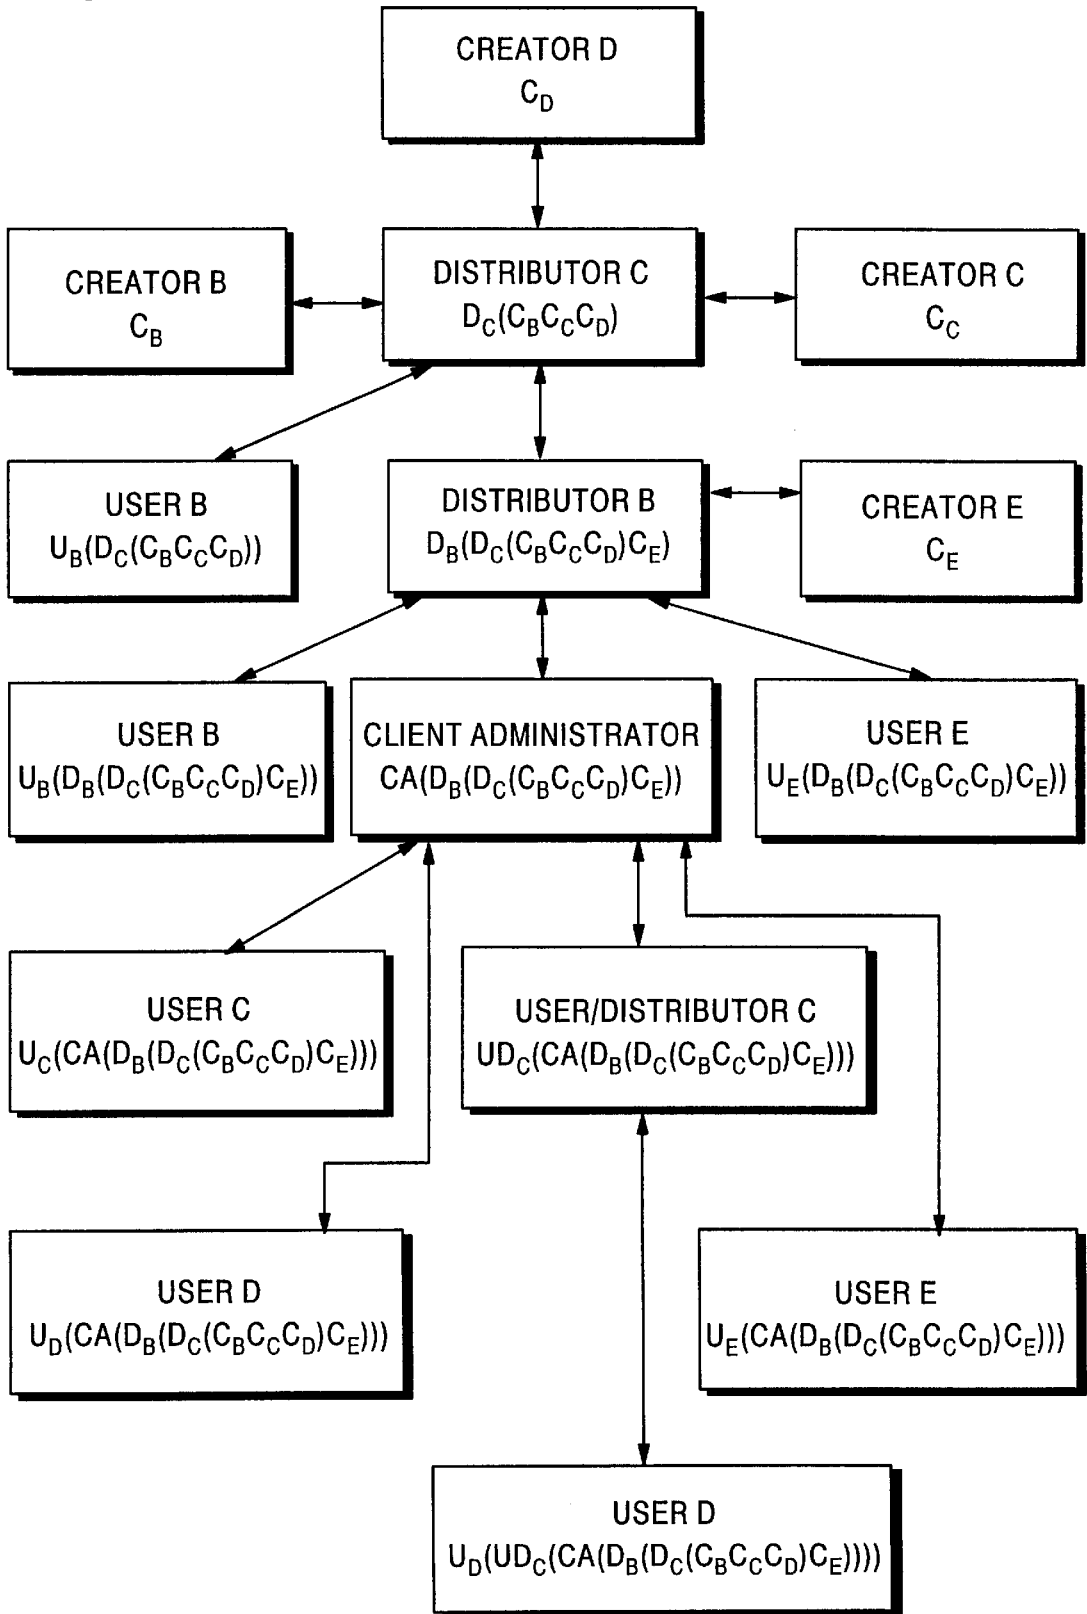 CREATOR D
C_D
CREATOR B
C_B
DISTRIBUTOR C
D_C(C_BC_CC_D)
CREATOR C
C_C
USER B
U_B(D_C(C_BC_CC_D))
DISTRIBUTOR B
D_B(D_C(C_BC_CC_D)C_E)
CREATOR E
C_E
USER B
U_B(D_B(D_C(C_BC_CC_D)C_E))
CLIENT ADMINISTRATOR
CA(D_B(D_C(C_BC_CC_D)C_E))
USER E
U_E(D_B(D_C(C_BC_CC_D)C_E))
USER C
U_C(CA(D_B(D_C(C_BC_CC_D)C_E)))
USER/DISTRIBUTOR C
UD_C(CA(D_B(D_C(C_BC_CC_D)C_E)))
USER D
U_D(CA(D_B(D_C(C_BC_CC_D)C_E)))
USER E
U_E(CA(D_B(D_C(C_BC_CC_D)C_E)))
USER D
U_D(UD_C(CA(D_B(D_C(C_BC_CC_D)C_E))))